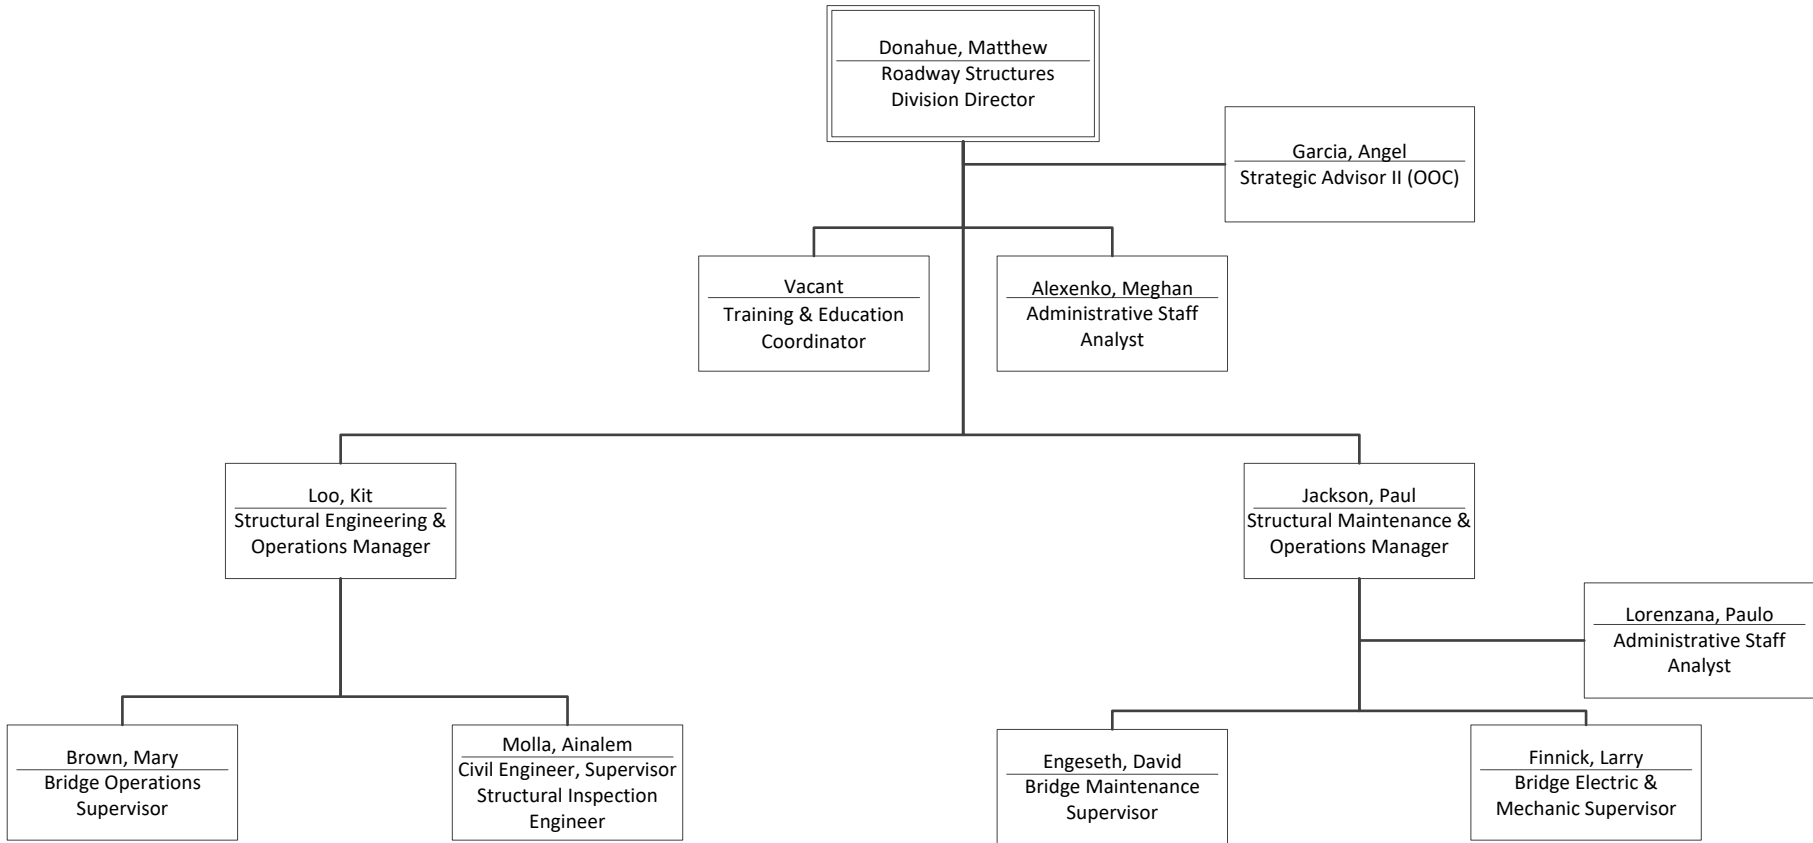 Donahue, Matthew
Roadway Structures
Division Director
Garcia, Angel
Strategic Advisor II (OOC)
Vacant
Training & Education
Coordinator
Alexenko, Meghan
Administrative Staff
Analyst
Loo, Kit
Structural Engineering &
Operations Manager
Jackson, Paul
Structural Maintenance &
Operations Manager
Lorenzana, Paulo
Administrative Staff
Analyst
Brown, Mary
Bridge Operations
Supervisor
Molla, Ainalem
Civil Engineer, Supervisor
Structural Inspection
Engineer
Engeseth, David
Bridge Maintenance
Supervisor
Finnick, Larry
Bridge Electric &
Mechanic Supervisor